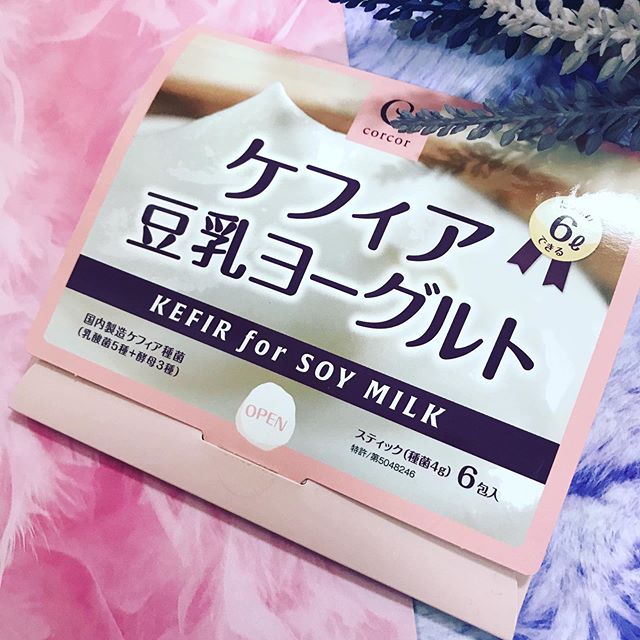 corcor
ケフィア
豆乳ヨーグルト
6ℓ
できる
KEFIR for SOY MILK
国内製造ケフィア種菌
(乳酸菌5種+酵母3種)
OPEN
スティック(種菌4g) 6包入
特許/第5048246